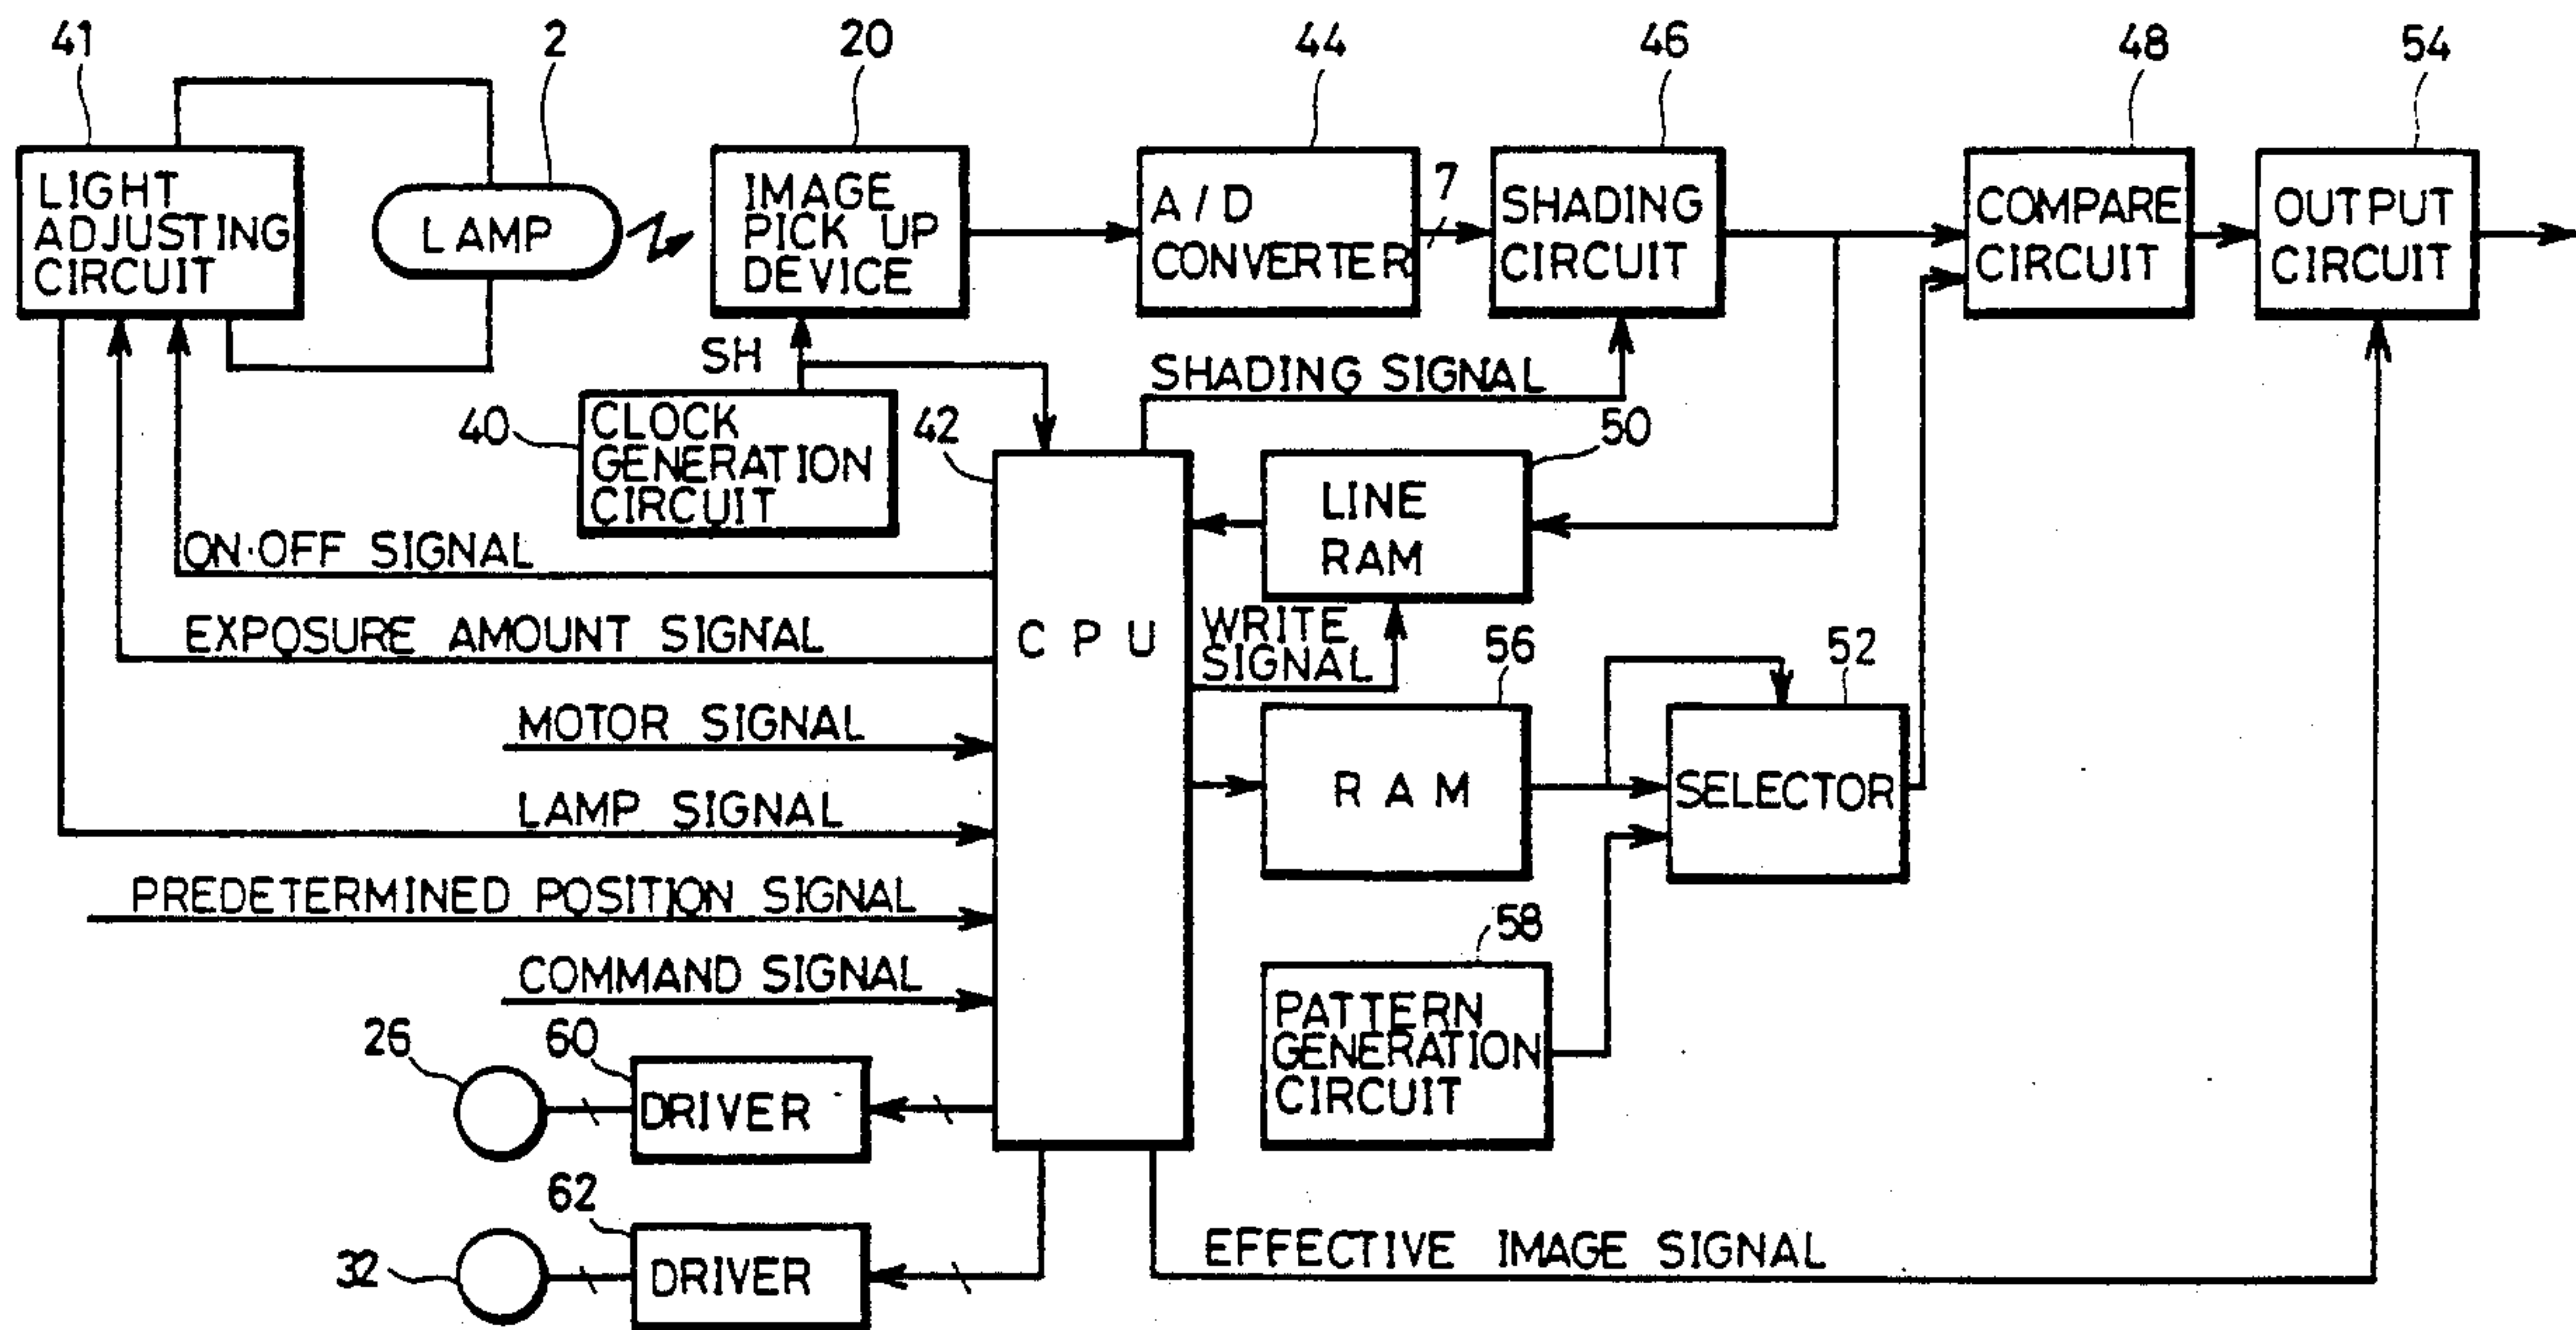 41
2
20
44
46
48
54
LIGHT
ADJUSTING
CIRCUIT
LAMP
IMAGE
PICK UP
DEVICE
A/D
CONVERTER
7
SHADING
CIRCUIT
COMPARE
CIRCUIT
OUTPUT
CIRCUIT
SH
SHADING SIGNAL
40
CLOCK
GENERATION
CIRCUIT
42
50
LINE
RAM
ON·OFF SIGNAL
EXPOSURE AMOUNT SIGNAL
CPU
WRITE
SIGNAL
56
52
MOTOR SIGNAL
RAM
SELECTOR
LAMP SIGNAL
PREDETERMINED POSITION SIGNAL
58
COMMAND SIGNAL
PATTERN
GENERATION
CIRCUIT
26
60
DRIVER
62
32
DRIVER
EFFECTIVE IMAGE SIGNAL